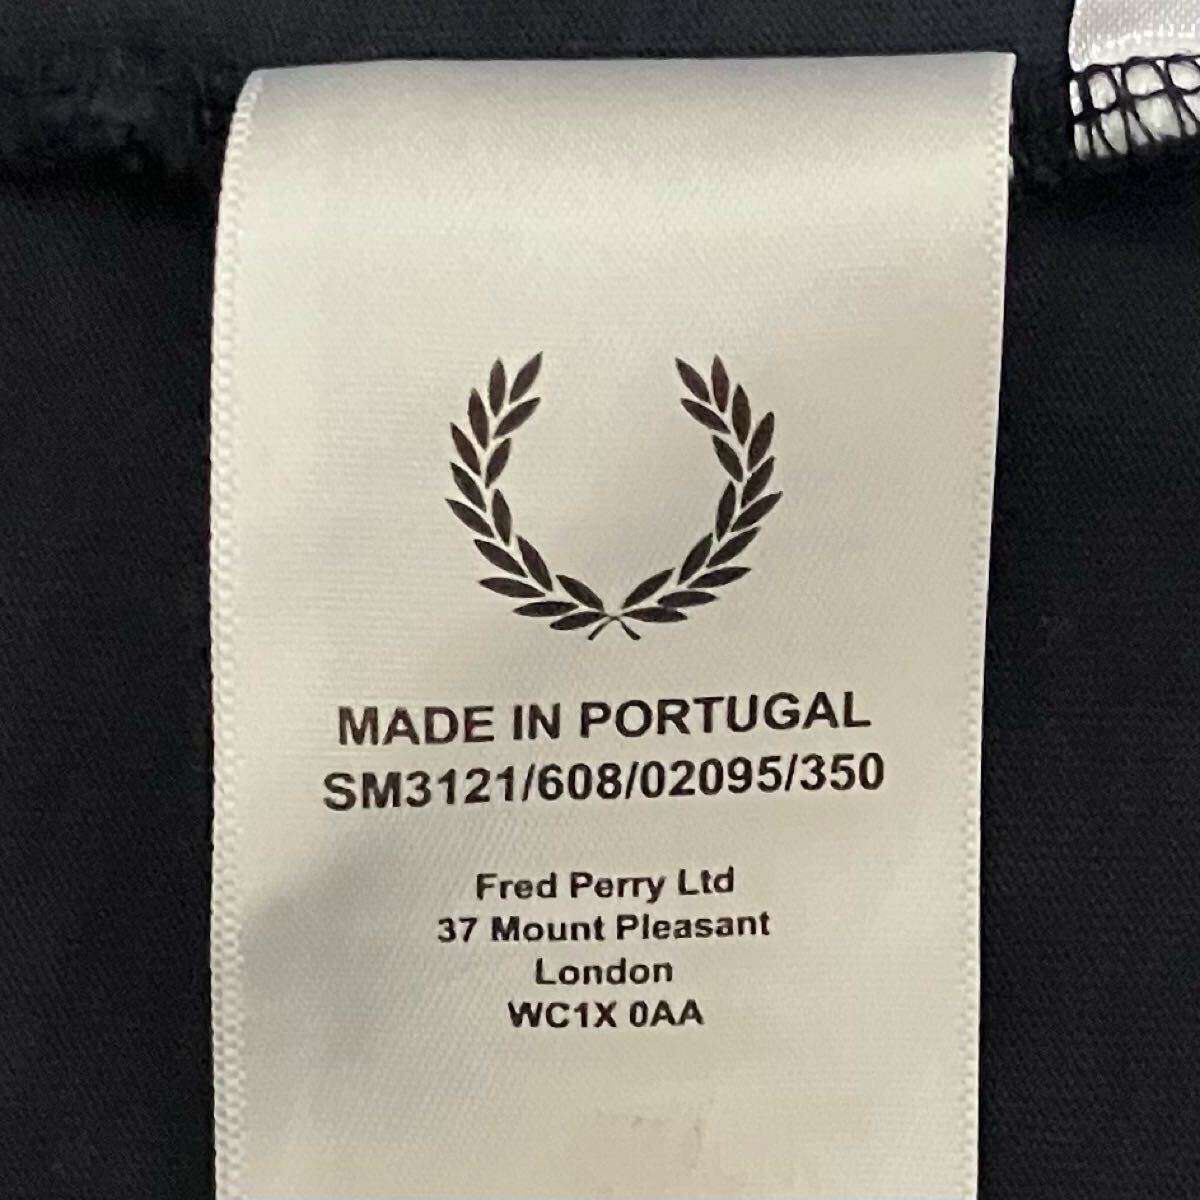 MADE IN PORTUGAL
SM3121/608/02095/350
Fred Perry Ltd
37 Mount Pleasant
London
WC1X 0AA